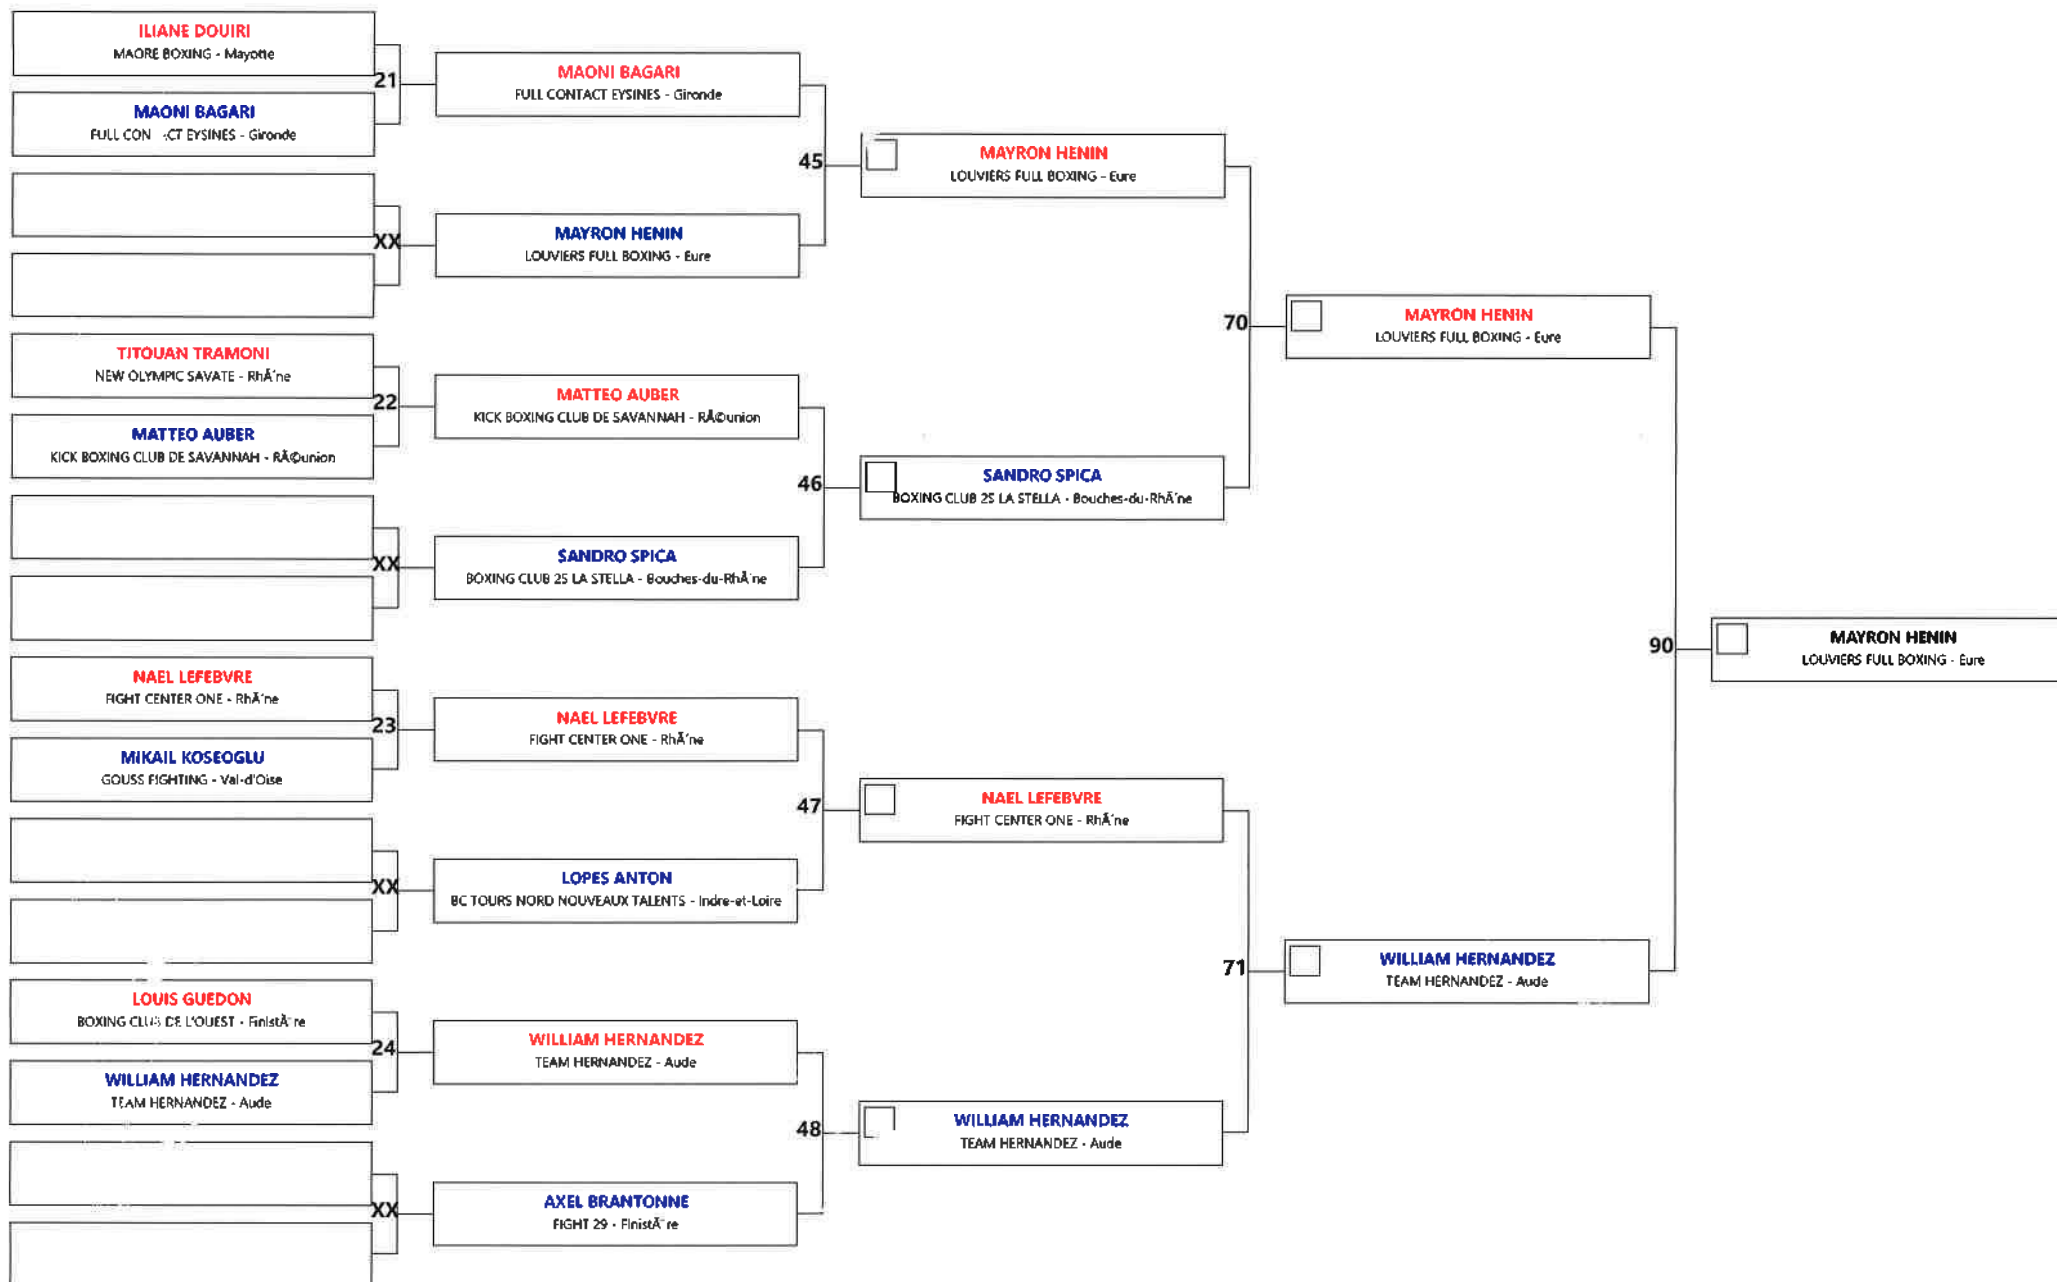 ILIANE DOUIRI
MAORE BOXING - Mayotte
21
MAONI BAGARI
FULL CON CT EYSINES - Gironde
MAONI BAGARI
FULL CONTACT EYSINES - Gironde
45
XX
MAYRON HENIN
LOUVIERS FULL BOXING - Eure
MAYRON HENIN
LOUVIERS FULL BOXING - Eure
70
TITOUAN TRAMONI
NEW OLYMPIC SAVATE - RhÃ´ne
22
MATTEO AUBER
KICK BOXING CLUB DE SAVANNAH - RÃ©union
MATTEO AUBER
KICK BOXING CLUB DE SAVANNAH - RÃ©union
46
XX
SANDRO SPICA
BOXING CLUB 25 LA STELLA - Bouches-du-RhÃ´ne
SANDRO SPICA
BOXING CLUB 25 LA STELLA - Bouches-du-RhÃ´ne
MAYRON HENIN
LOUVIERS FULL BOXING - Eure
90
MAYRON HENIN
LOUVIERS FULL BOXING - Eure
NAEL LEFEBVRE
FIGHT CENTER ONE - RhÃ´ne
23
MIKAIL KOSEOGLU
GOUSS FIGHTING - Val-d'Oise
NAEL LEFEBVRE
FIGHT CENTER ONE - RhÃ´ne
47
XX
LOPES ANTON
BC TOURS NORD NOUVEAUX TALENTS - Indre-et-Loire
NAEL LEFEBVRE
FIGHT CENTER ONE - RhÃ´ne
71
LOUIS GUEDON
BOXING CLUB DE L'OUEST - FinistÃ¨re
24
WILLIAM HERNANDEZ
TEAM HERNANDEZ - Aude
WILLIAM HERNANDEZ
TEAM HERNANDEZ - Aude
48
XX
AXEL BRANTONNE
FIGHT 29 - FinistÃ¨re
WILLIAM HERNANDEZ
TEAM HERNANDEZ - Aude
WILLIAM HERNANDEZ
TEAM HERNANDEZ - Aude